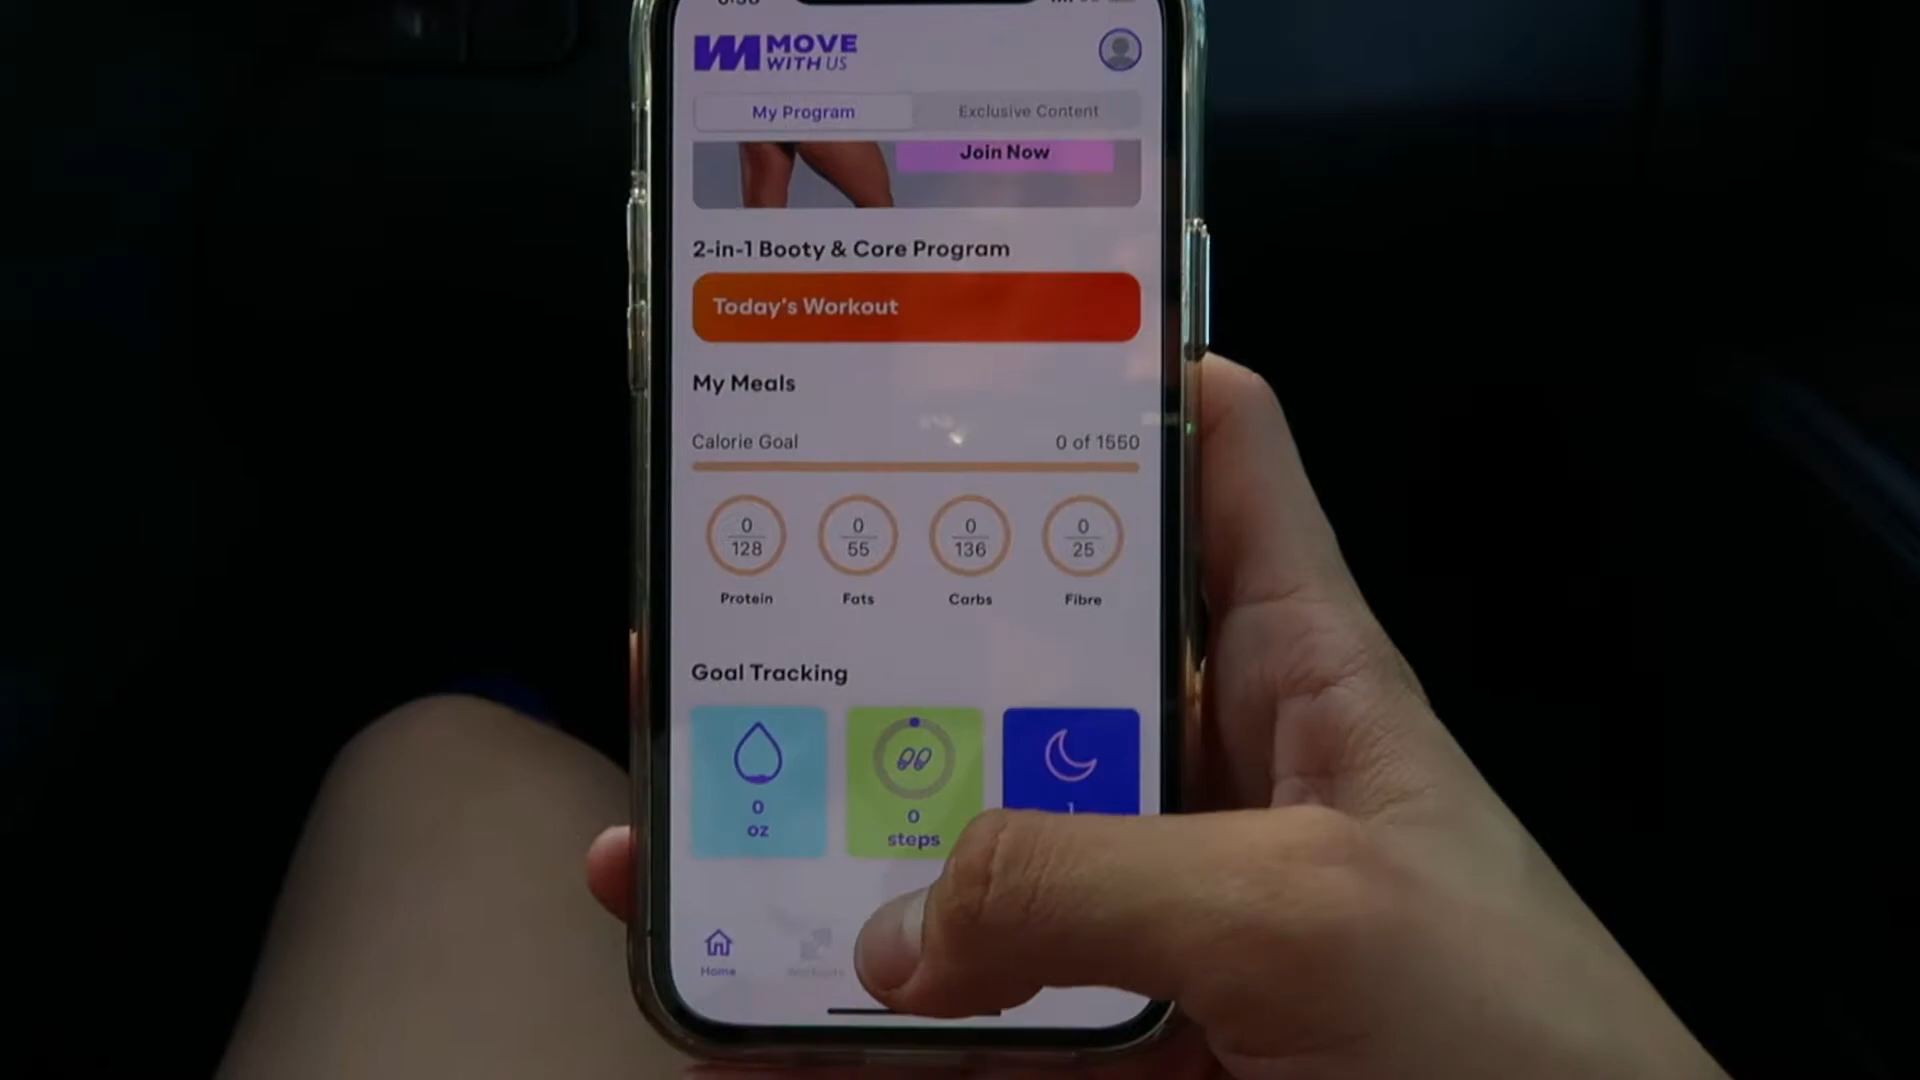 MOVE
WITH US
My Program
Exclusive Content
Join Now
2-in-1 Booty & Core Program
Today's Workout
My Meals
Calorie Goal
0 of 1550
0
128
Protein
0
55
Fats
0
136
Carbs
0
25
Fibre
Goal Tracking
0
oz
0
steps
Home
Workouts